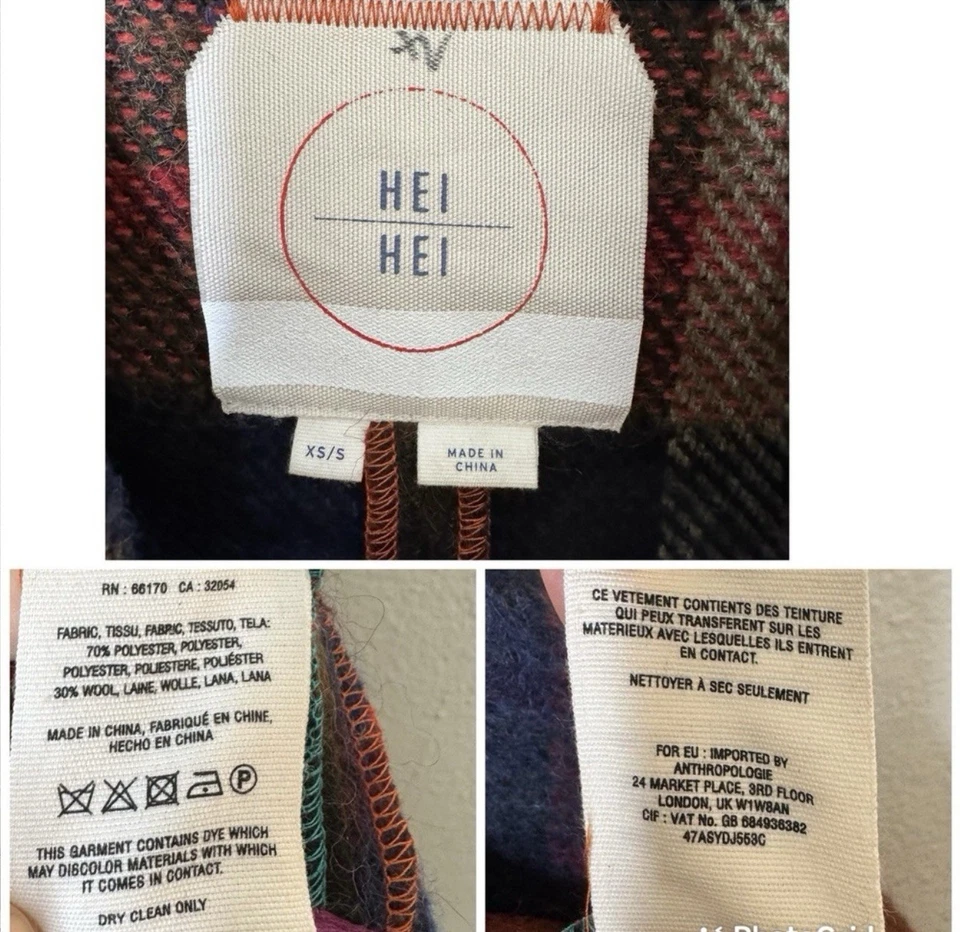 HEI
HEI
XS/S
MADE IN
CHINA
RN : 66170 CA : 32054
FABRIC, TISSU, FABRIC, TESSUTO, TELA:
70% POLYESTER, POLYESTER,
POLYESTER, POLIESTERE, POLIÉSTER
30% WOOL, LAINE, WOLLE, LANA, LANA
MADE IN CHINA, FABRIQUÉ EN CHINE,
HECHO EN CHINA
P
THIS GARMENT CONTAINS DYE WHICH
MAY DISCOLOR MATERIALS WITH WHICH
IT COMES IN CONTACT.
DRY CLEAN ONLY
CE VETEMENT CONTIENTS DES TEINTURE
QUI PEUX TRANSFERENT SUR LES
MATERIEUX AVEC LESQUELLES ILS ENTRENT
EN CONTACT.
NETTOYER À SEC SEULEMENT
FOR EU : IMPORTED BY
ANTHROPOLOGIE
24 MARKET PLACE, 3RD FLOOR
LONDON, UK W1W8AN
CIF : VAT No. GB 684936382
47ASYDJ553C